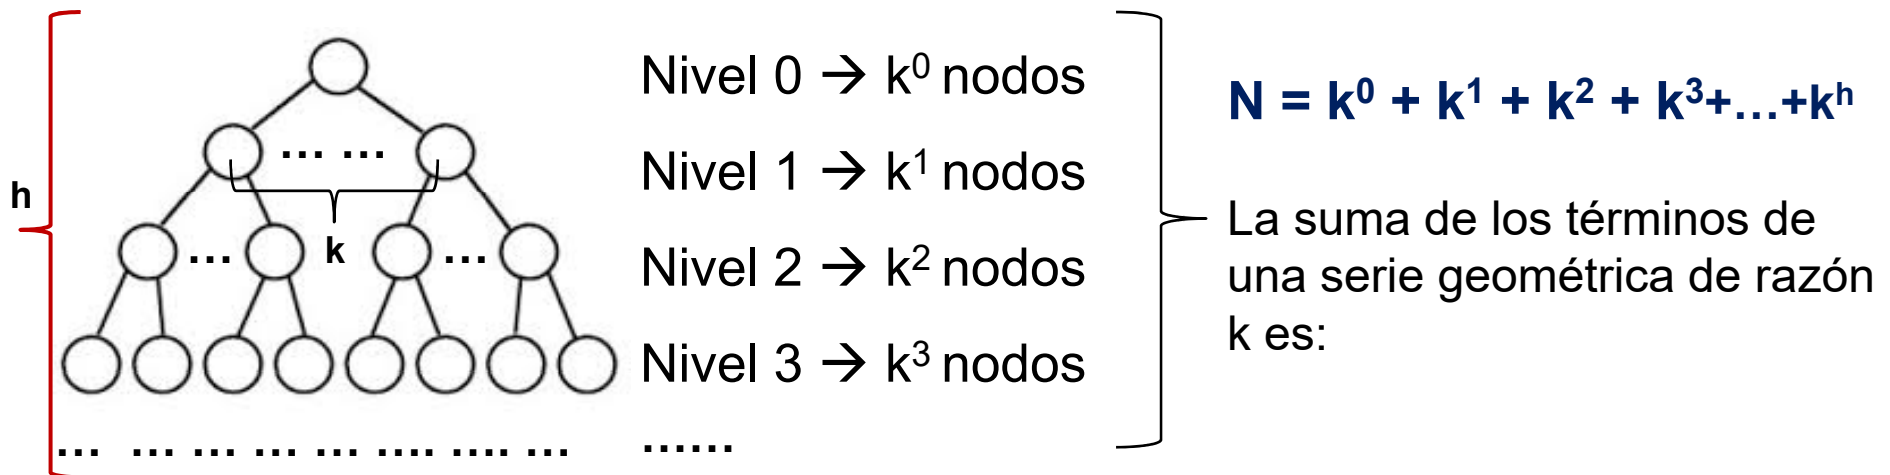 h
... ...
k
... ...
... ... ... ... ... .... .... ...
Nivel 0 → k⁰ nodos
Nivel 1 → k¹ nodos
Nivel 2 → k² nodos
Nivel 3 → k³ nodos
......
N = k⁰ + k¹ + k² + k³+...+kʰ
La suma de los términos de
una serie geométrica de razón
k es: